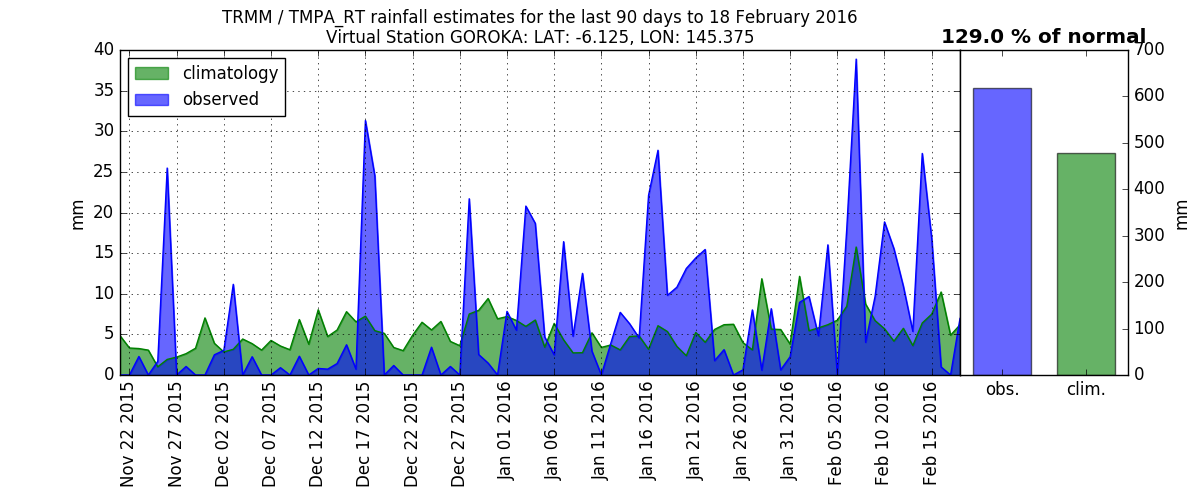 TRMM / TMPA_RT rainfall estimates for the last 90 days to 18 February 2016
Virtual Station GOROKA: LAT: -6.125, LON: 145.375
129.0 % of normal
climatology
observed
mm
40
35
30
25
20
15
10
5
0
Nov 22 2015
Nov 27 2015
Dec 02 2015
Dec 07 2015
Dec 12 2015
Dec 17 2015
Dec 22 2015
Dec 27 2015
Jan 01 2016
Jan 06 2016
Jan 11 2016
Jan 16 2016
Jan 21 2016
Jan 26 2016
Jan 31 2016
Feb 05 2016
Feb 10 2016
Feb 15 2016
obs.
clim.
700
600
500
400
300
200
100
0
mm